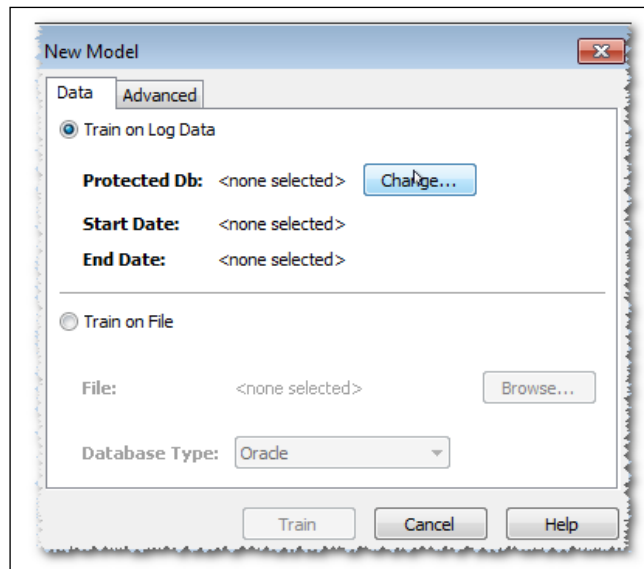 New Model
Data Advanced
Train on Log Data
Protected Db: <none selected> Change...
Start Date: <none selected>
End Date: <none selected>
Train on File
File: <none selected> Browse...
Database Type: Oracle
Train Cancel Help